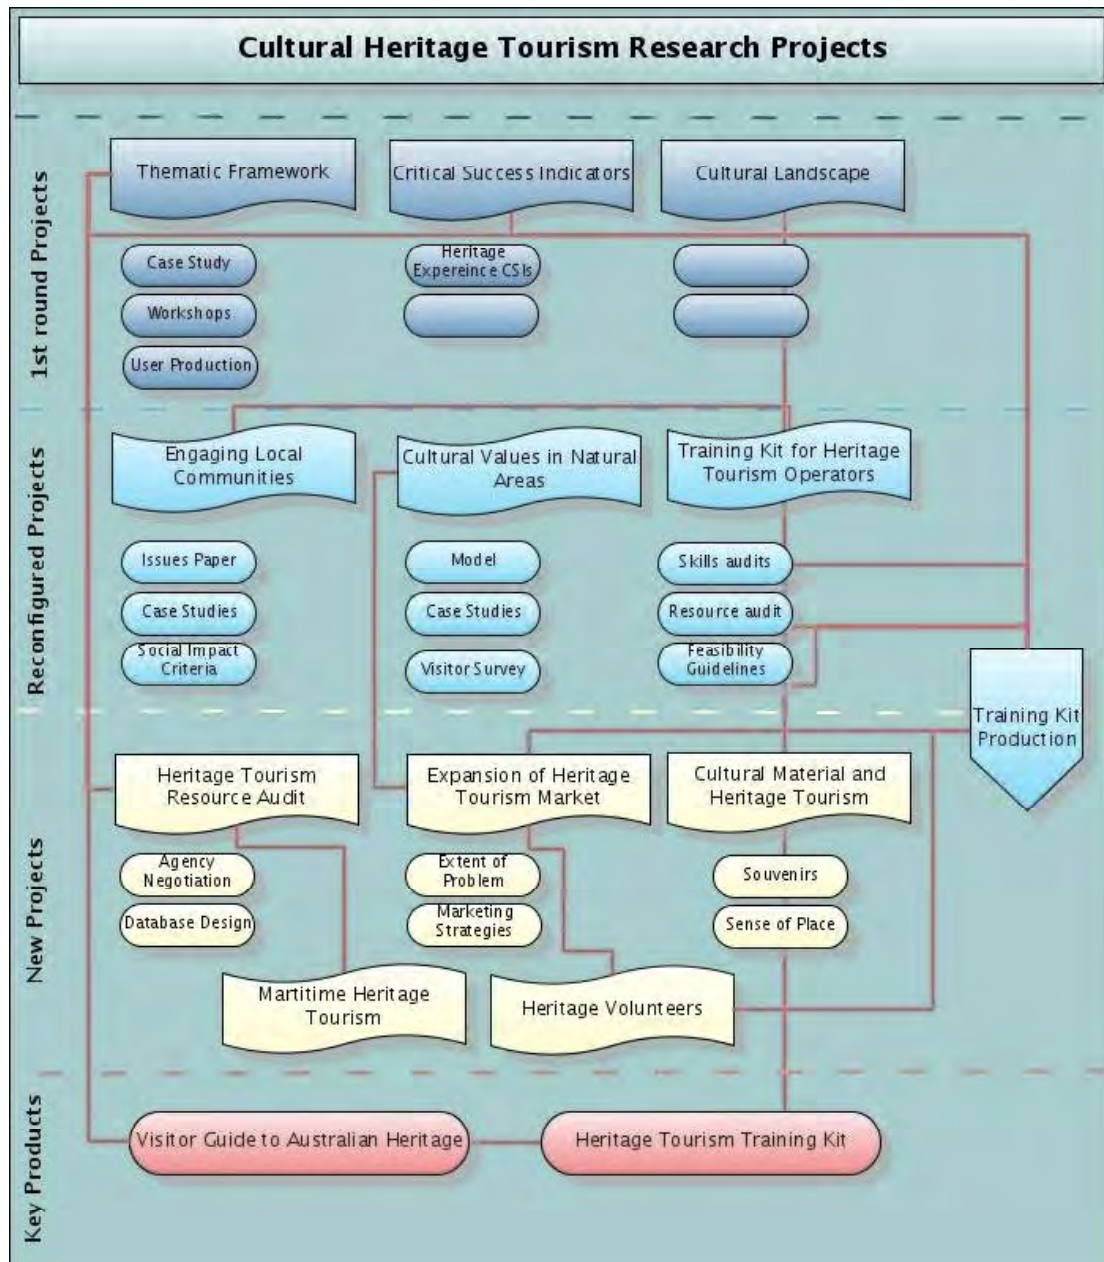 Cultural Heritage Tourism Research Projects
1st round Projects
Thematic Framework
Critical Success Indicators
Cultural Landscape
Case Study
Workshops
User Production
Heritage
Expereince CSIs
Reconfigured Projects
Engaging Local
Communities
Cultural Values in Natural
Areas
Training Kit for Heritage
Tourism Operators
Issues Paper
Case Studies
Social Impact
Criteria
Model
Case Studies
Visitor Survey
Skills audits
Resource audit
Feasibility
Guidelines
Training Kit
Production
New Projects
Heritage Tourism
Resource Audit
Expansion of Heritage
Tourism Market
Cultural Material and
Heritage Tourism
Agency
Negotiation
Database Design
Extent of
Problem
Marketing
Strategies
Souvenirs
Sense of Place
Martitime Heritage
Tourism
Heritage Volunteers
Key Products
Visitor Guide to Australian Heritage
Heritage Tourism Training Kit